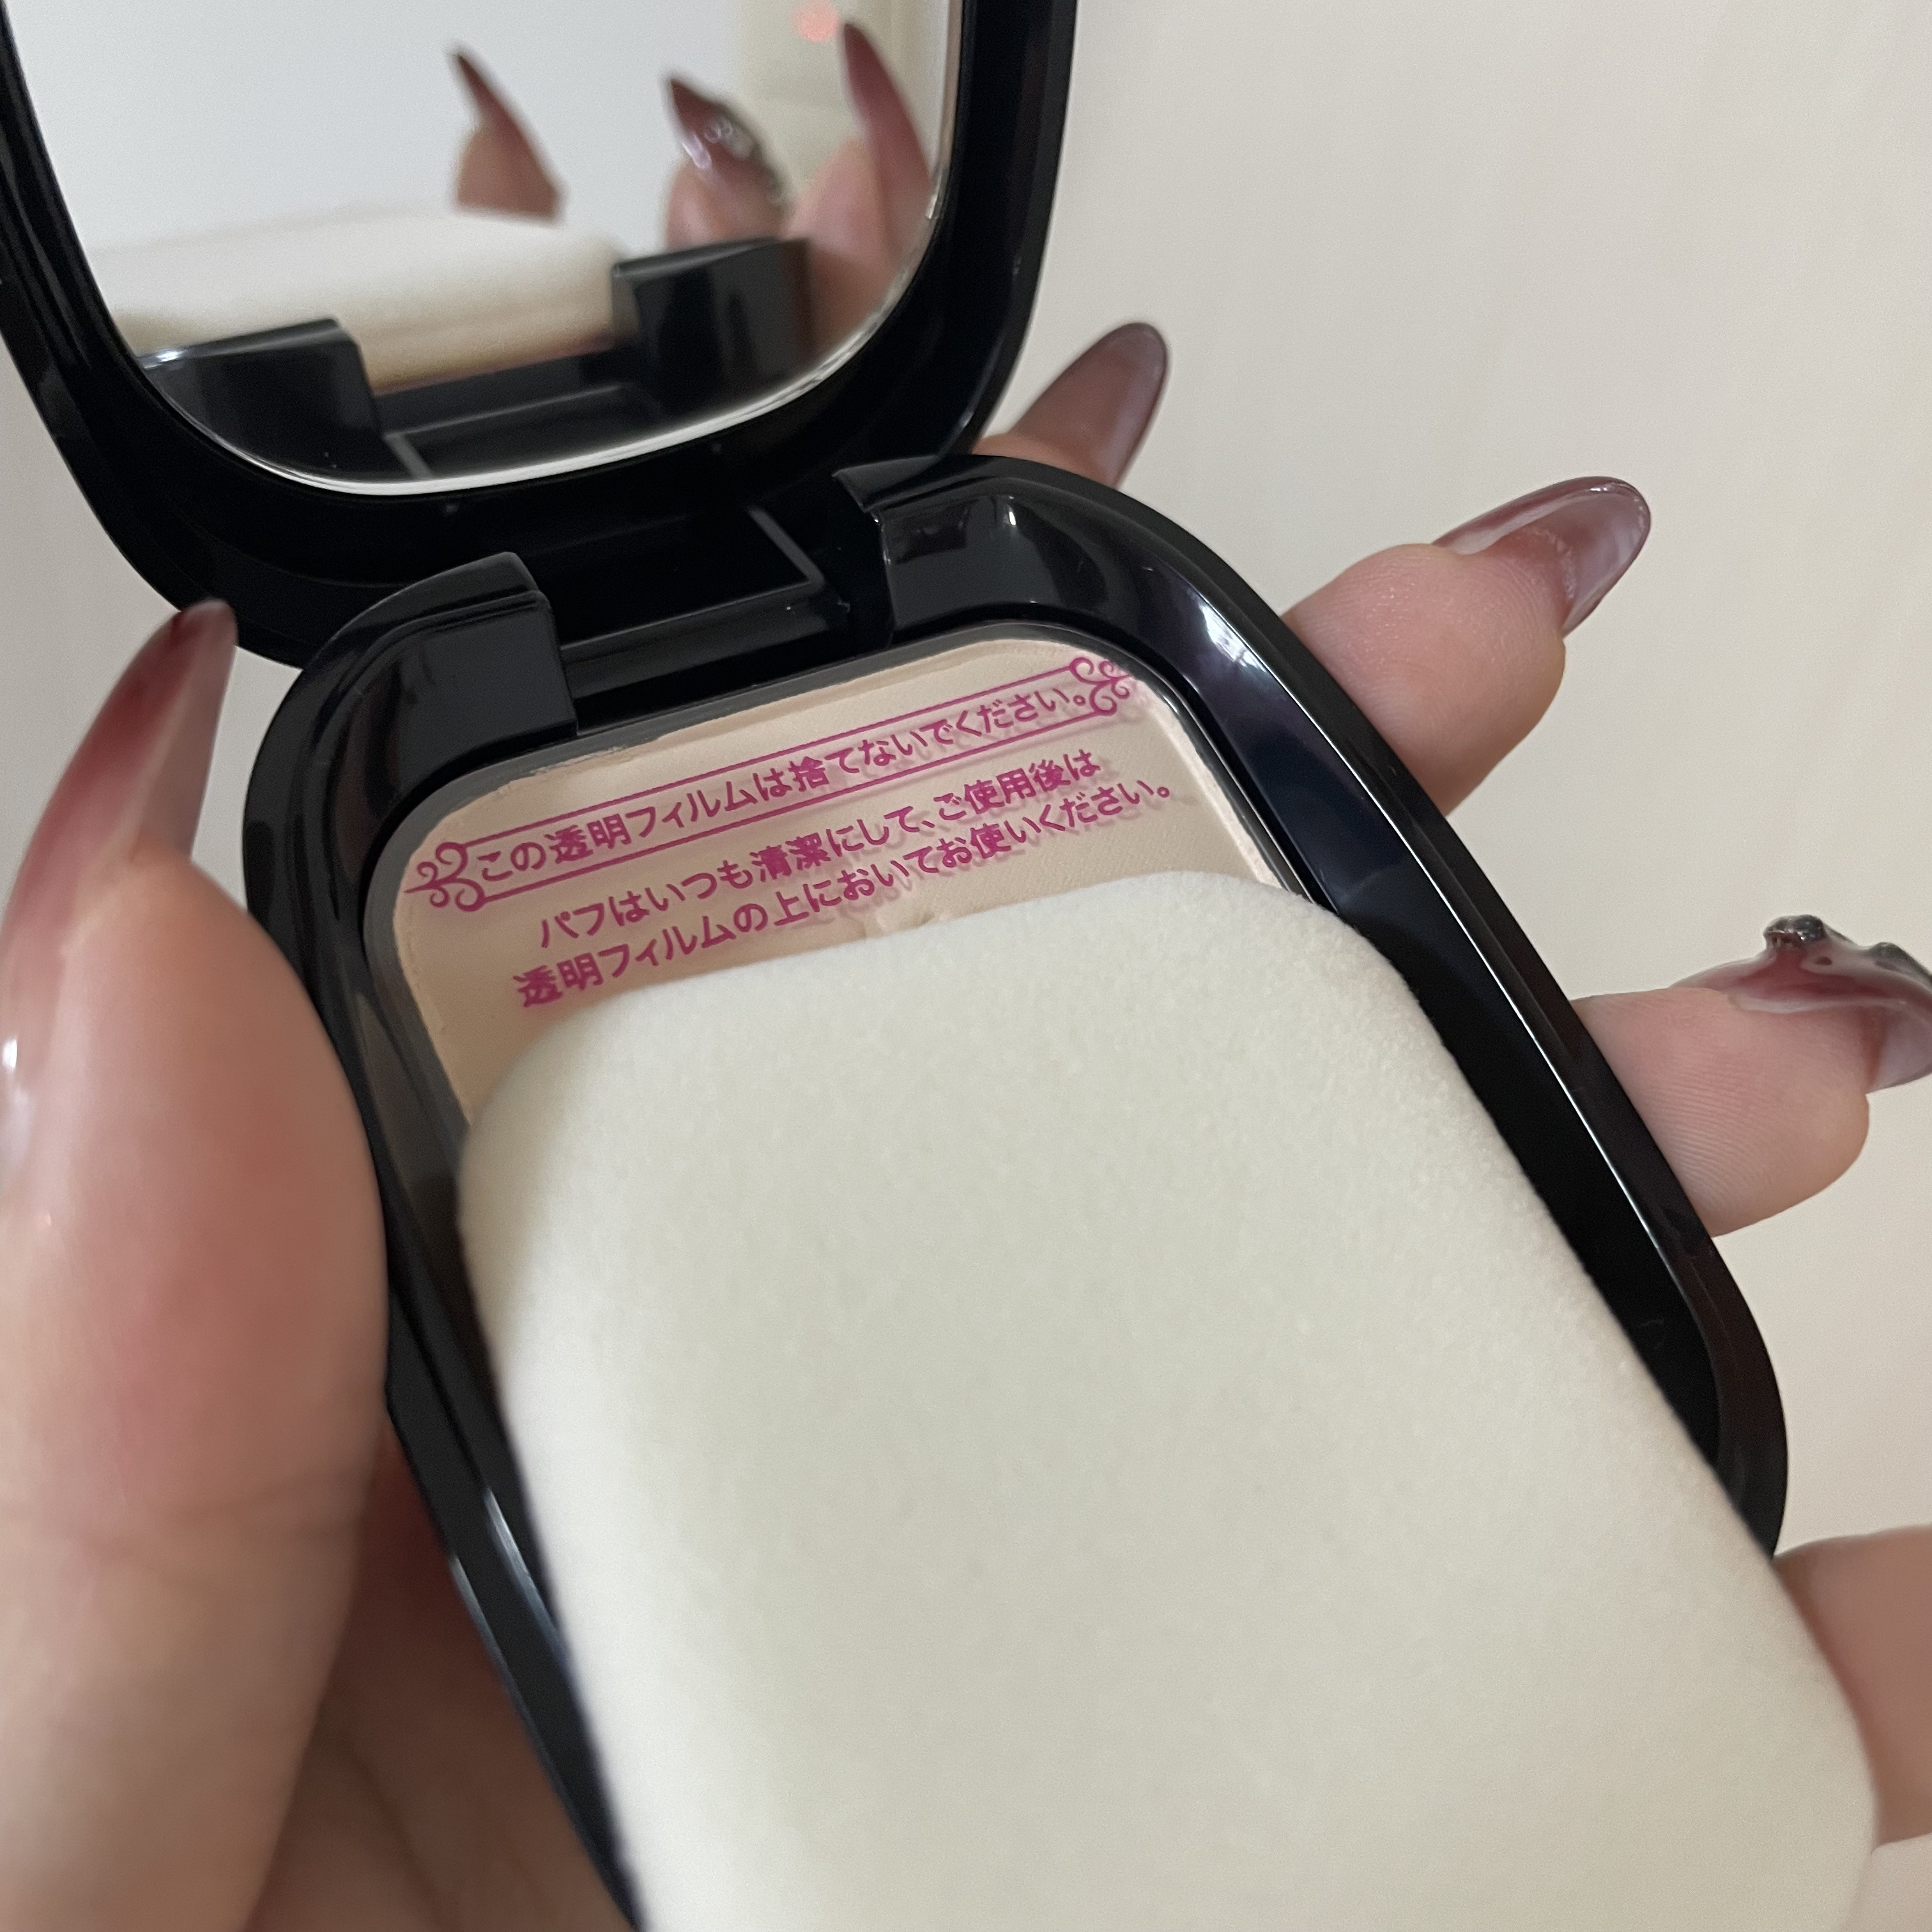 この透明フィルムは捨てないでください。
パフはいつも清潔にして、ご使用後は
透明フィルムの上においてお使いください。